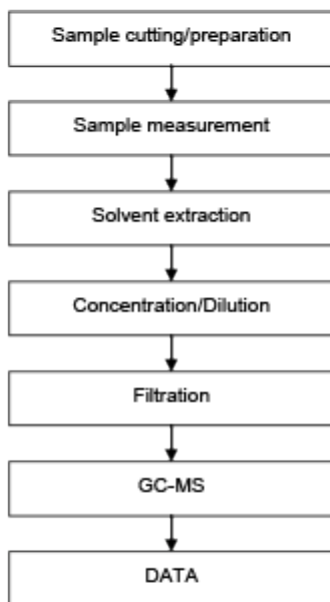 Sample cutting/preparation
Sample measurement
Solvent extraction
Concentration/Dilution
Filtration
GC-MS
DATA